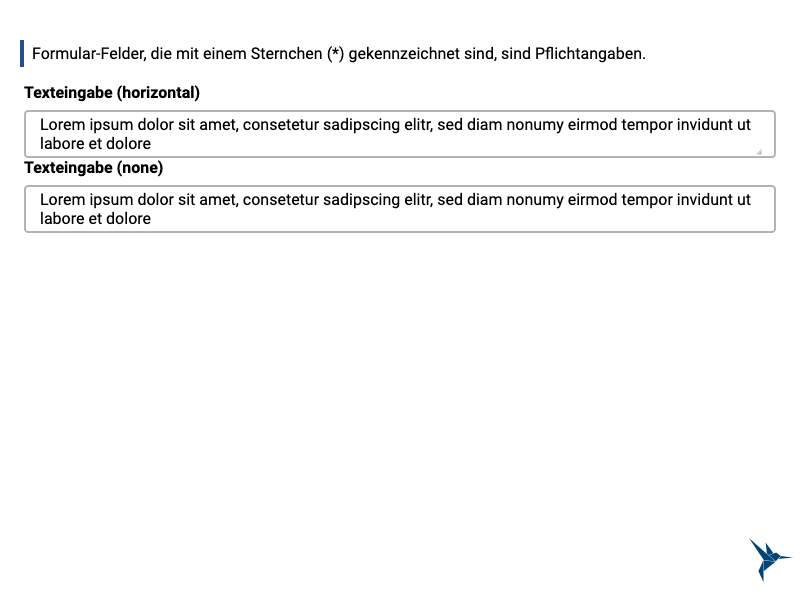 Formular-Felder, die mit einem Sternchen (*) gekennzeichnet sind, sind Pflichtangaben.
Texteingabe (horizontal)
Lorem ipsum dolor sit amet, consetetur sadipscing elitr, sed diam nonumy eirmod tempor invidunt ut
labore et dolore
Texteingabe (none)
Lorem ipsum dolor sit amet, consetetur sadipscing elitr, sed diam nonumy eirmod tempor invidunt ut
labore et dolore